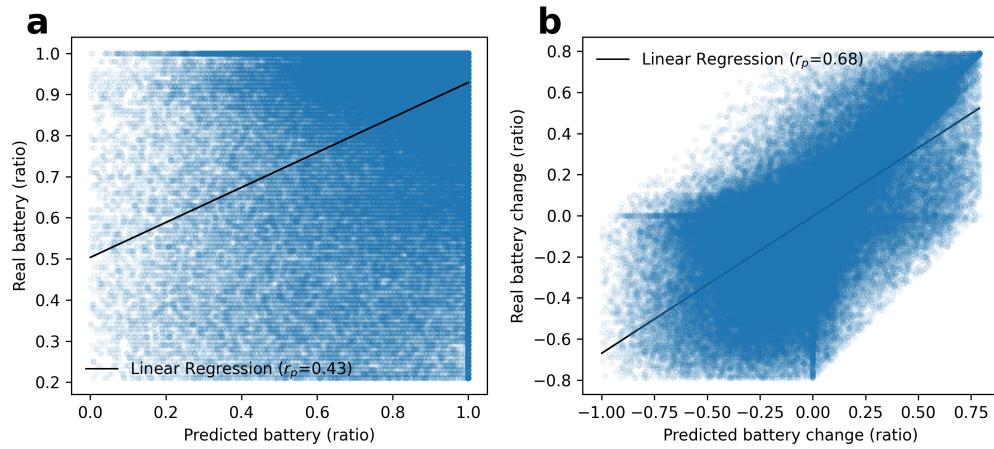 a
1.0
0.9
0.8
0.7
0.6
0.5
0.4
0.3
0.2
Real battery (ratio)
Linear Regression (rₚ=0.43)
0.0 0.2 0.4 0.6 0.8 1.0
Predicted battery (ratio)
b
0.8
0.6
0.4
0.2
0.0
−0.2
−0.4
−0.6
−0.8
Real battery change (ratio)
Linear Regression (rₚ=0.68)
−1.00 −0.75 −0.50 −0.25 0.00 0.25 0.50 0.75
Predicted battery change (ratio)